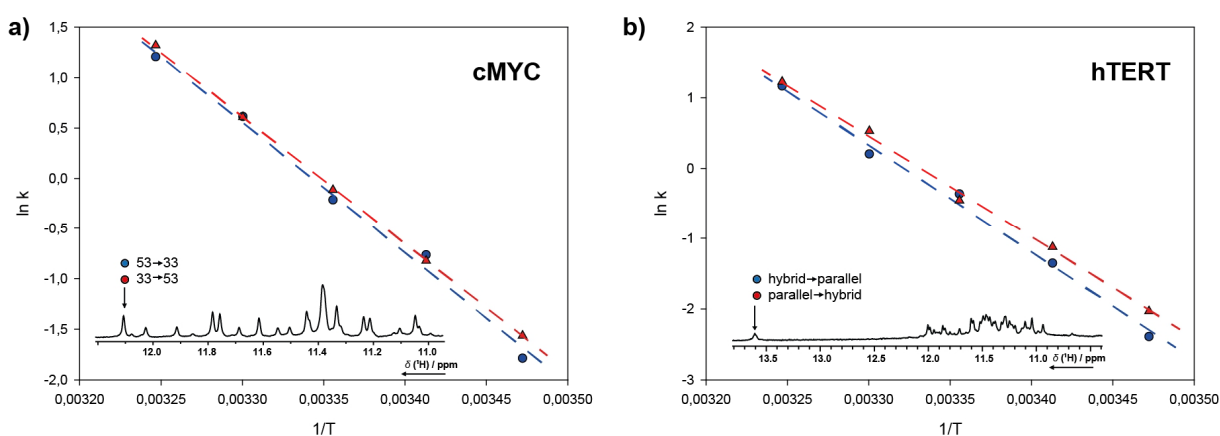 a)
cMYC
ln k
1,5
1,0
0,5
0,0
-0,5
-1,0
-1,5
-2,0
53→33
33→53
12.0 11.8 11.6 11.4 11.2 11.0
δ (¹H) / ppm
0,00320 0,00325 0,00330 0,00335 0,00340 0,00345 0,00350
1/T
b)
hTERT
ln k
2
1
0
-1
-2
-3
hybrid→parallel
parallel→hybrid
13.5 13.0 12.5 12.0 11.5 11.0
δ (¹H) / ppm
0,00320 0,00325 0,00330 0,00335 0,00340 0,00345 0,00350
1/T